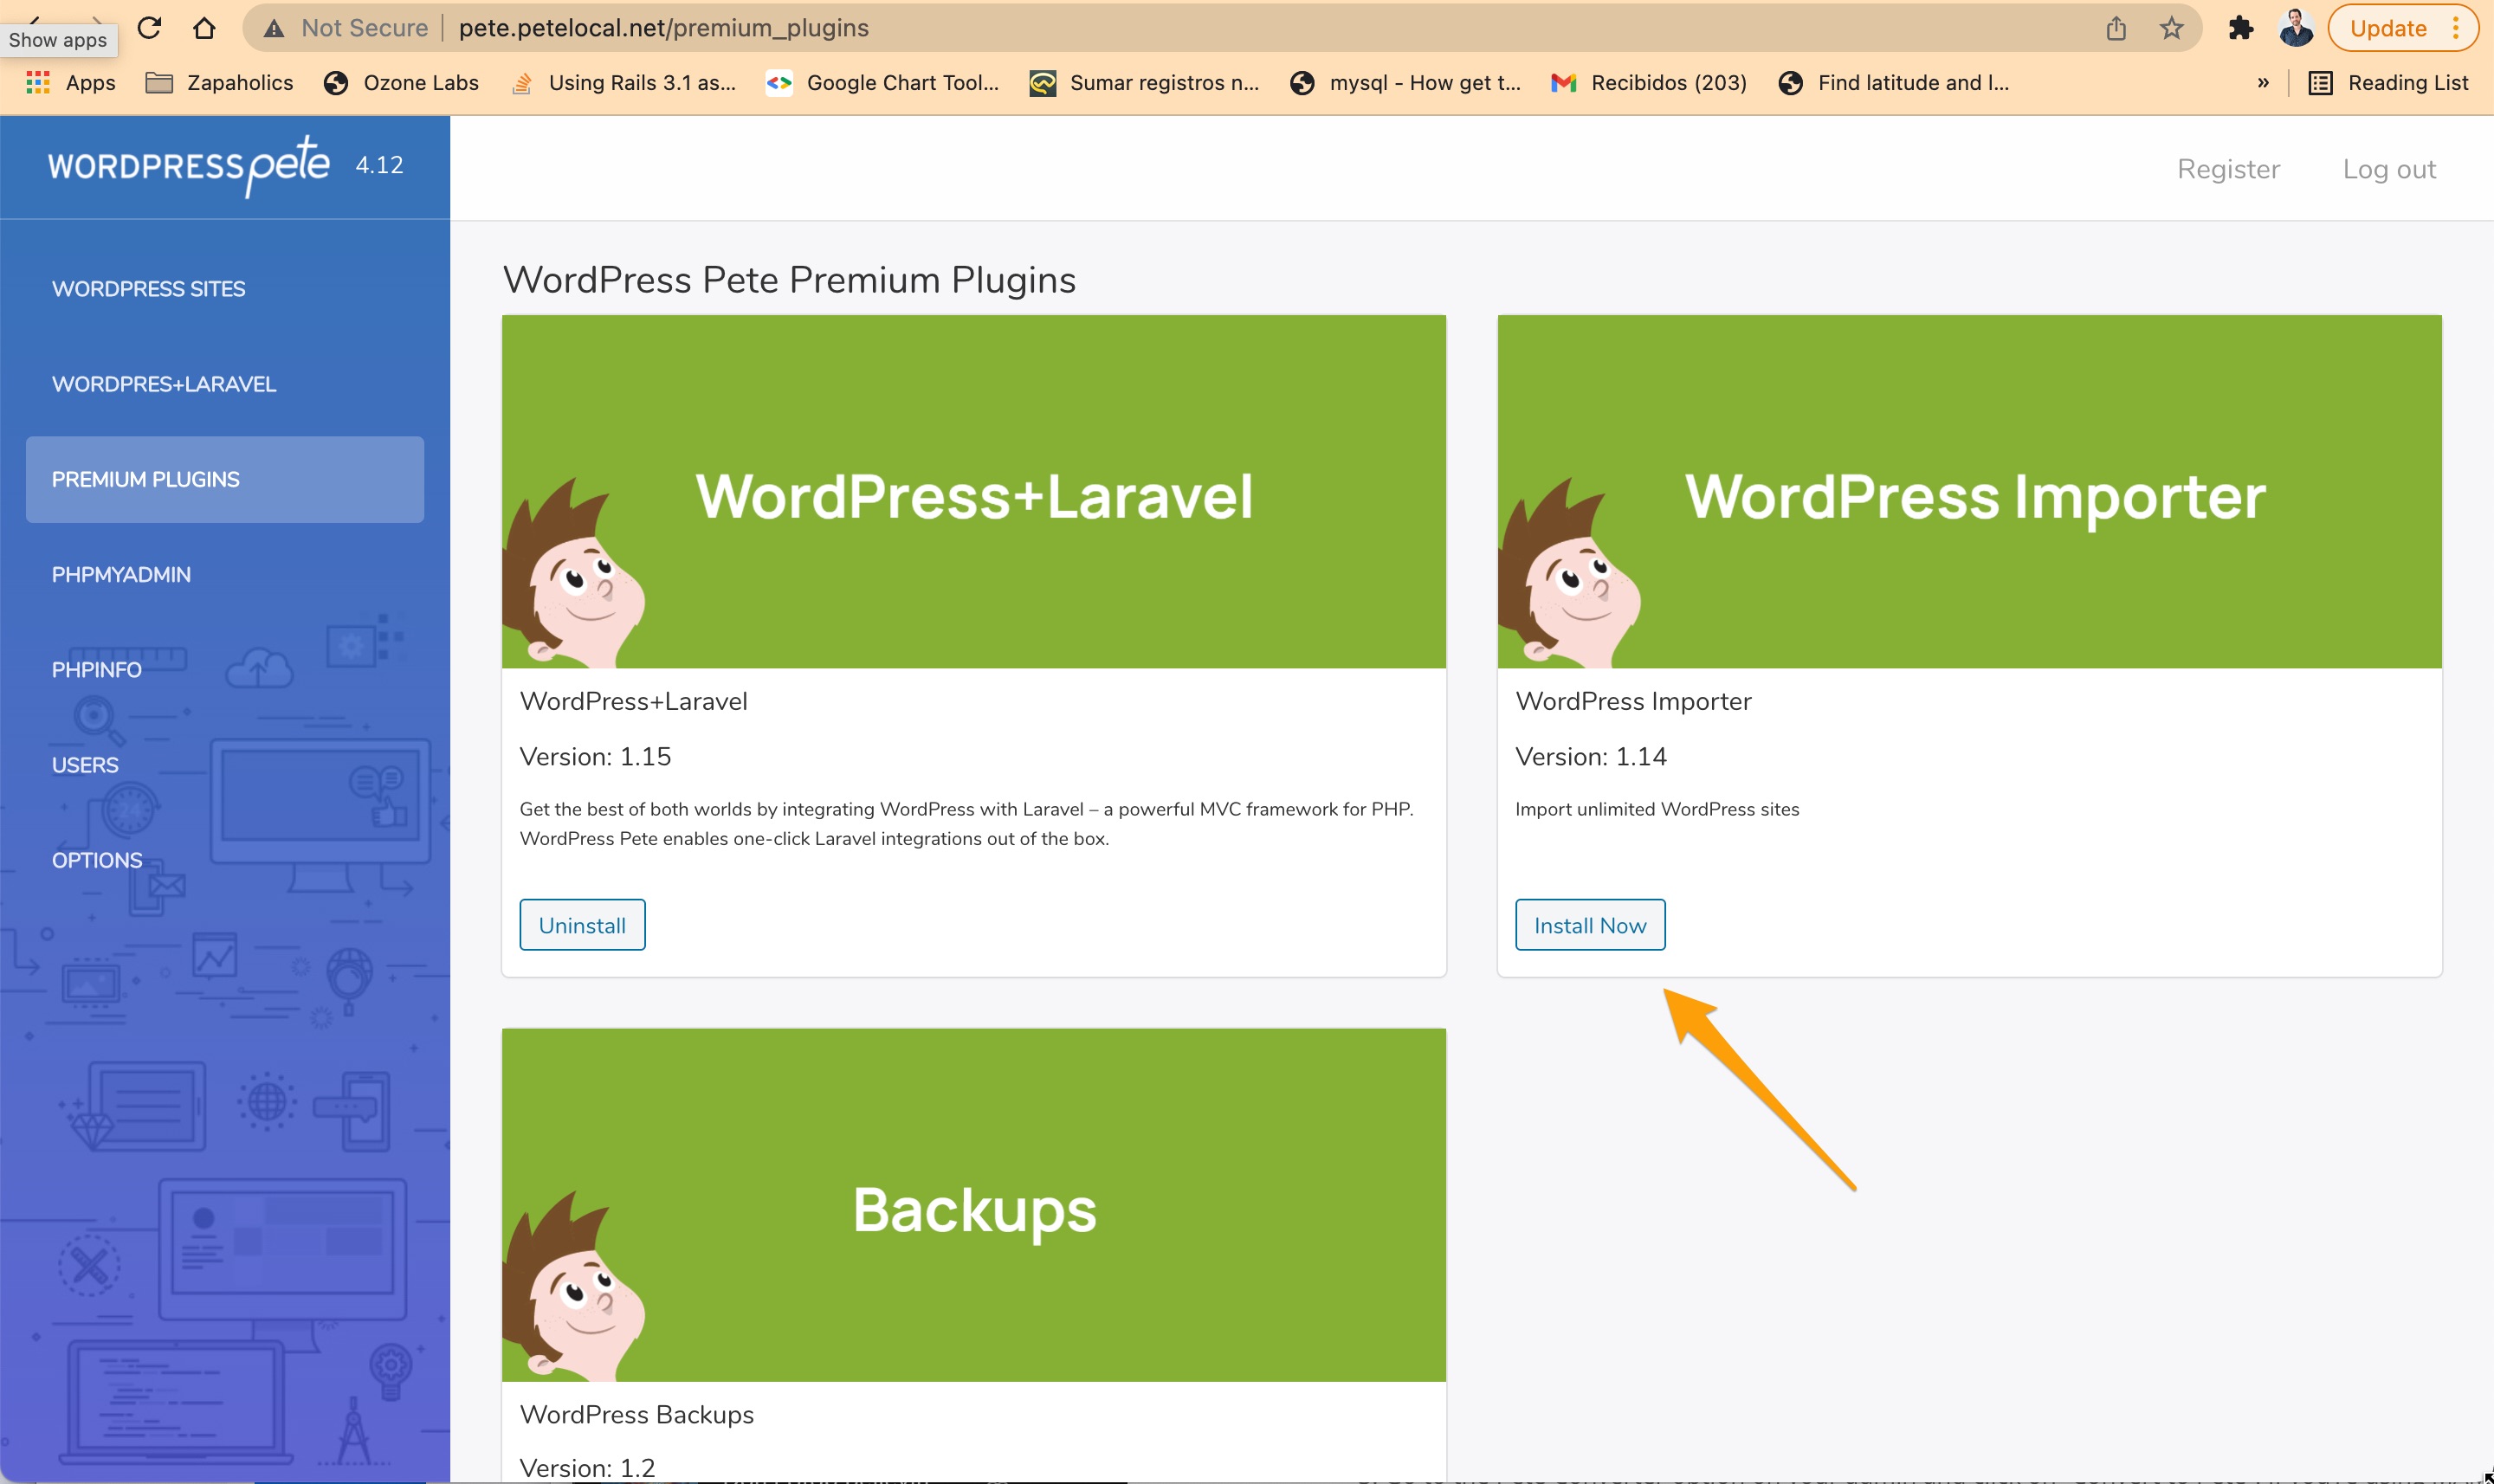 Show apps
Not Secure
pete.petelocal.net/premium_plugins
Update
Apps
Zapaholics
Ozone Labs
Using Rails 3.1 as...
Google Chart Tool...
Sumar registros n...
mysql - How get t...
Recibidos (203)
Find latitude and l...
»
Reading List
WORDPRESS pete 4.12
Register
Log out
WORDPRESS SITES
WORDPRES+LARAVEL
PREMIUM PLUGINS
PHPMYADMIN
PHPINFO
USERS
OPTIONS
WordPress Pete Premium Plugins
WordPress+Laravel
WordPress+Laravel
Version: 1.15
Get the best of both worlds by integrating WordPress with Laravel – a powerful MVC framework for PHP.
WordPress Pete enables one-click Laravel integrations out of the box.
Uninstall
WordPress Importer
WordPress Importer
Version: 1.14
Import unlimited WordPress sites
Install Now
Backups
WordPress Backups
Version: 1.2